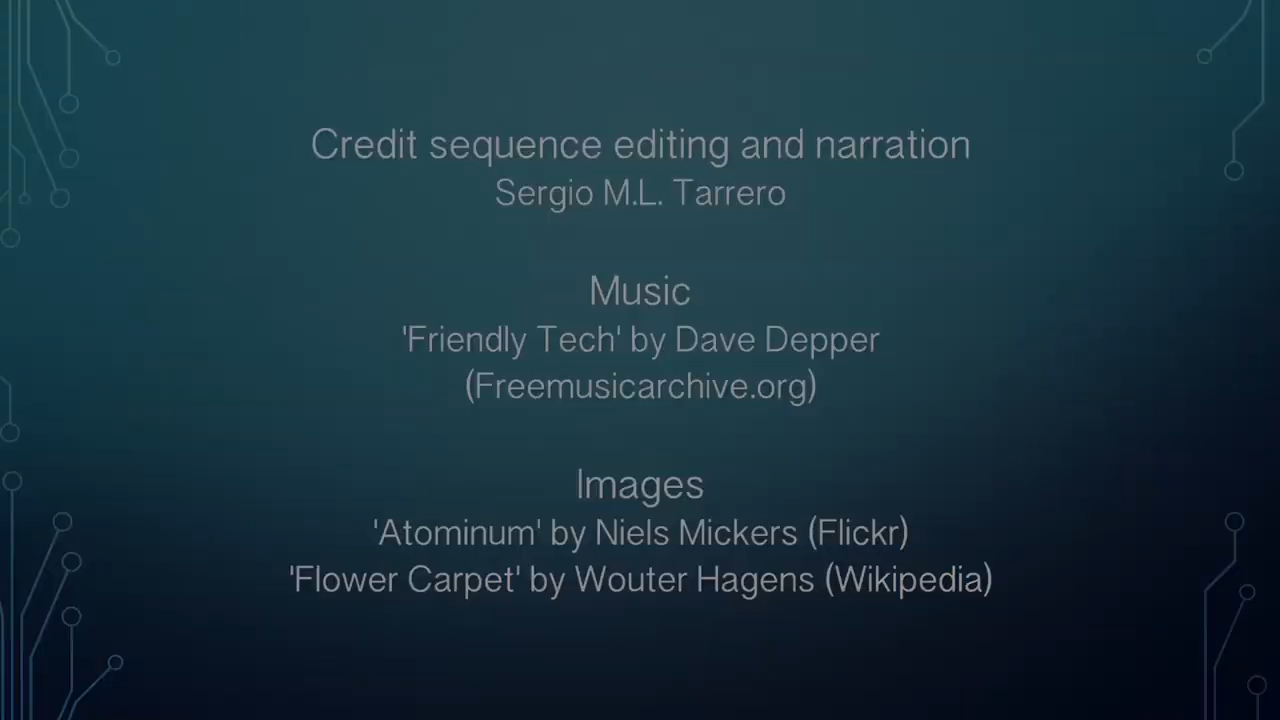 Credit sequence editing and narration
Sergio M.L. Tarrero
Music
'Friendly Tech' by Dave Depper
(Freemusicarchive.org)
Images
'Atominum' by Niels Mickers (Flickr)
'Flower Carpet' by Wouter Hagens (Wikipedia)